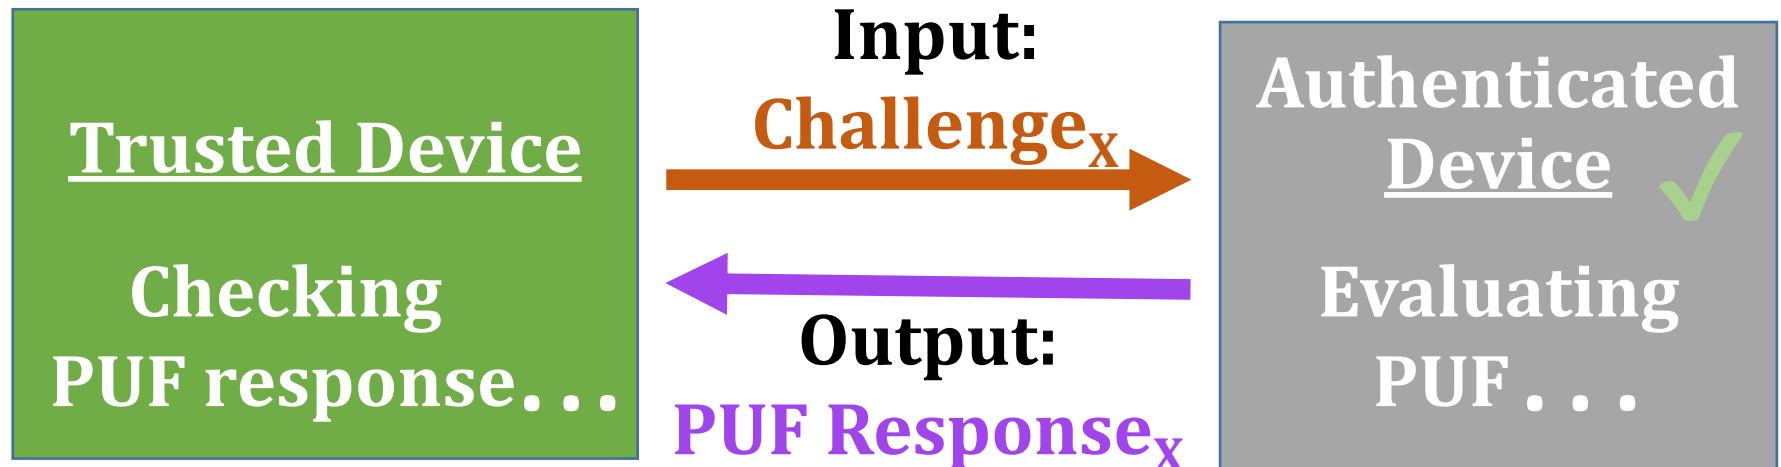 Trusted Device
Checking
PUF response...
Input:
Challengex
Output:
PUF Responsex
Authenticated
Device ✓
Evaluating
PUF...